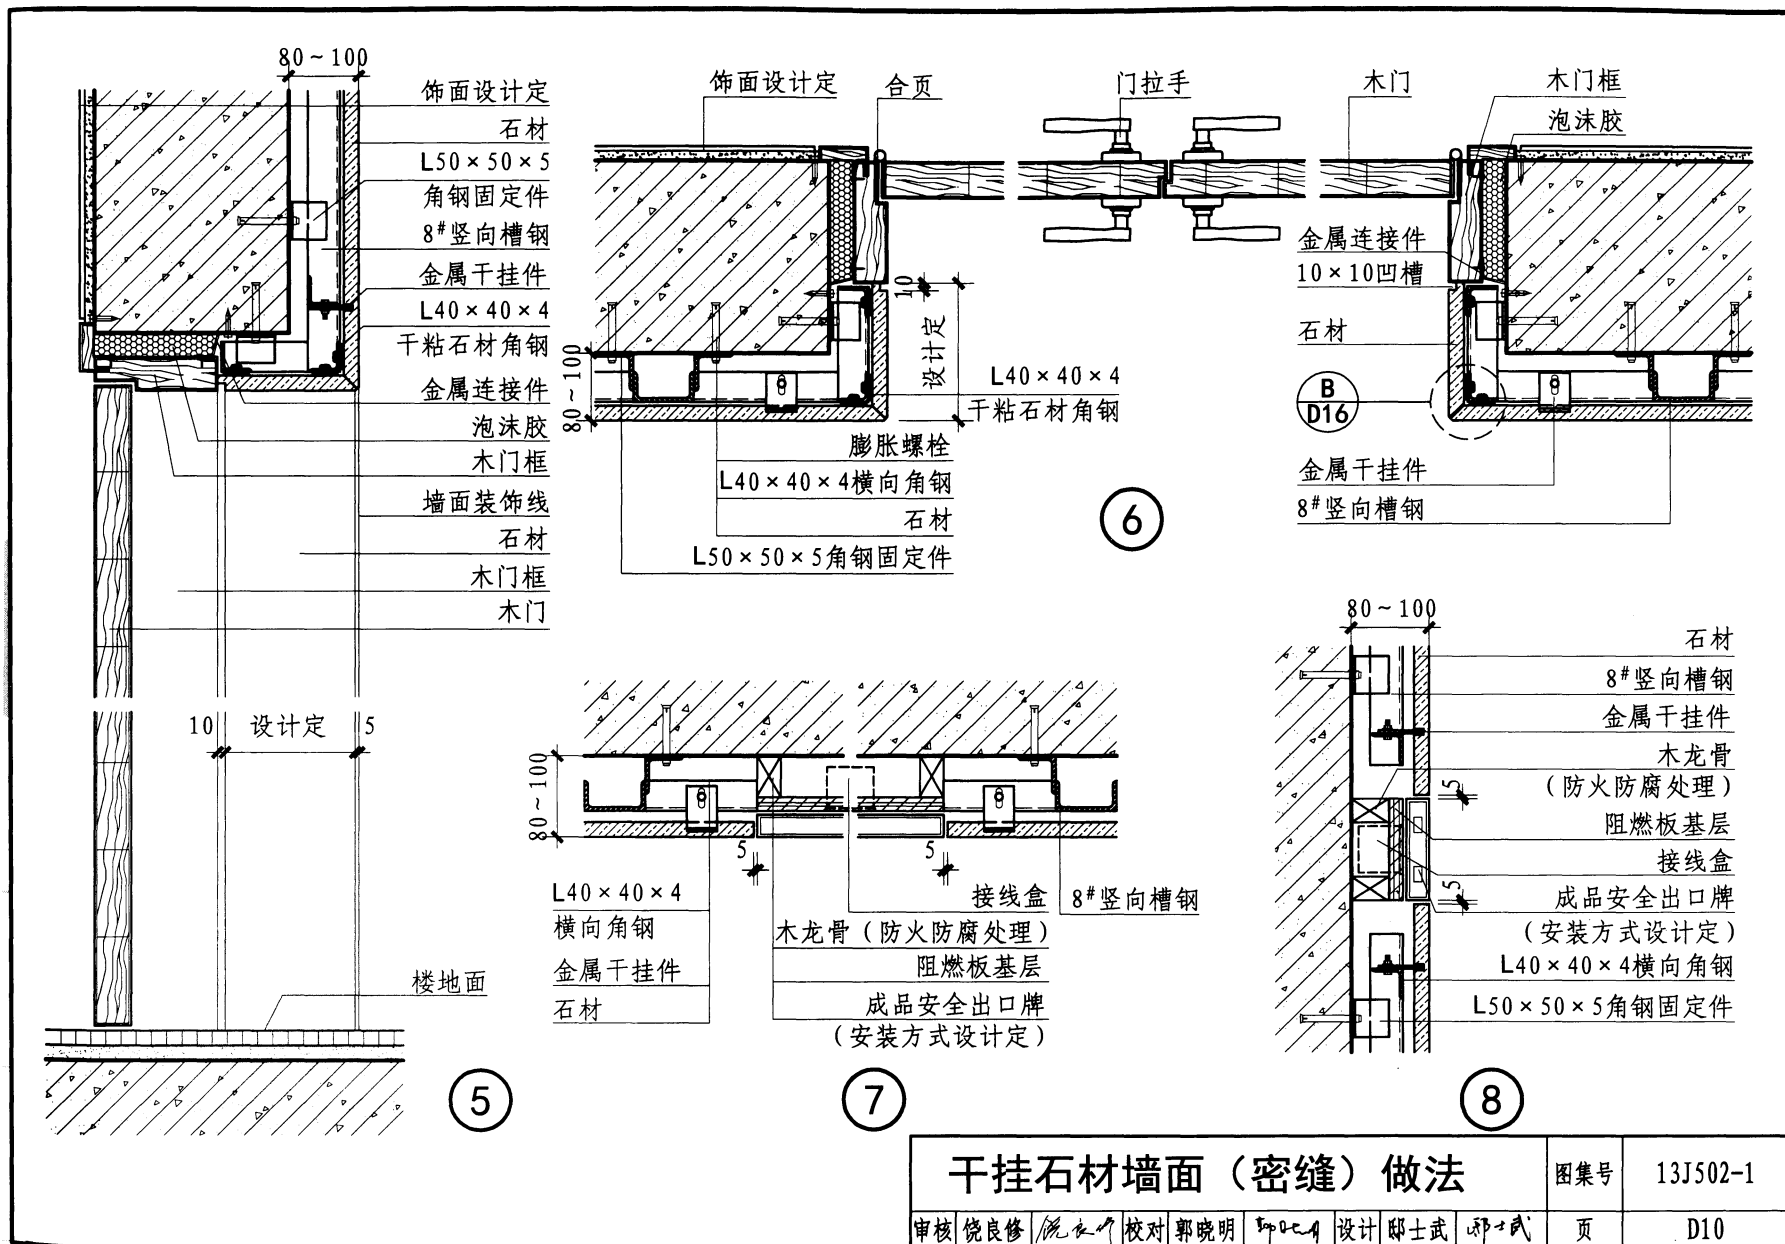 80~100
饰面设计定
石材
L50×50×5
角钢固定件
8#竖向槽钢
金属干挂件
L40×40×4
干粘石材角钢
金属连接件
泡沫胶
木门框
墙面装饰线
石材
木门框
木门
10 设计定 5
楼地面
5
饰面设计定
合页
门拉手
木门
木门框
泡沫胶
金属连接件
10×10凹槽
石材
10
设计定
80~100
L40×40×4
干粘石材角钢
膨胀螺栓
L40×40×4横向角钢
石材
L50×50×5角钢固定件
B
D16
金属干挂件
8#竖向槽钢
6
80~100
5
5
L40×40×4
横向角钢
金属干挂件
石材
接线盒
8#竖向槽钢
木龙骨（防火防腐处理）
阻燃板基层
成品安全出口牌
（安装方式设计定）
7
80~100
石材
8#竖向槽钢
金属干挂件
木龙骨
（防火防腐处理）
5
阻燃板基层
接线盒
5
成品安全出口牌
（安装方式设计定）
L40×40×4横向角钢
L50×50×5角钢固定件
8
干挂石材墙面（密缝）做法
图集号
13J502-1
审核 饶良修 校对 郭晓明 设计 邸士武 邸士武 页 D10